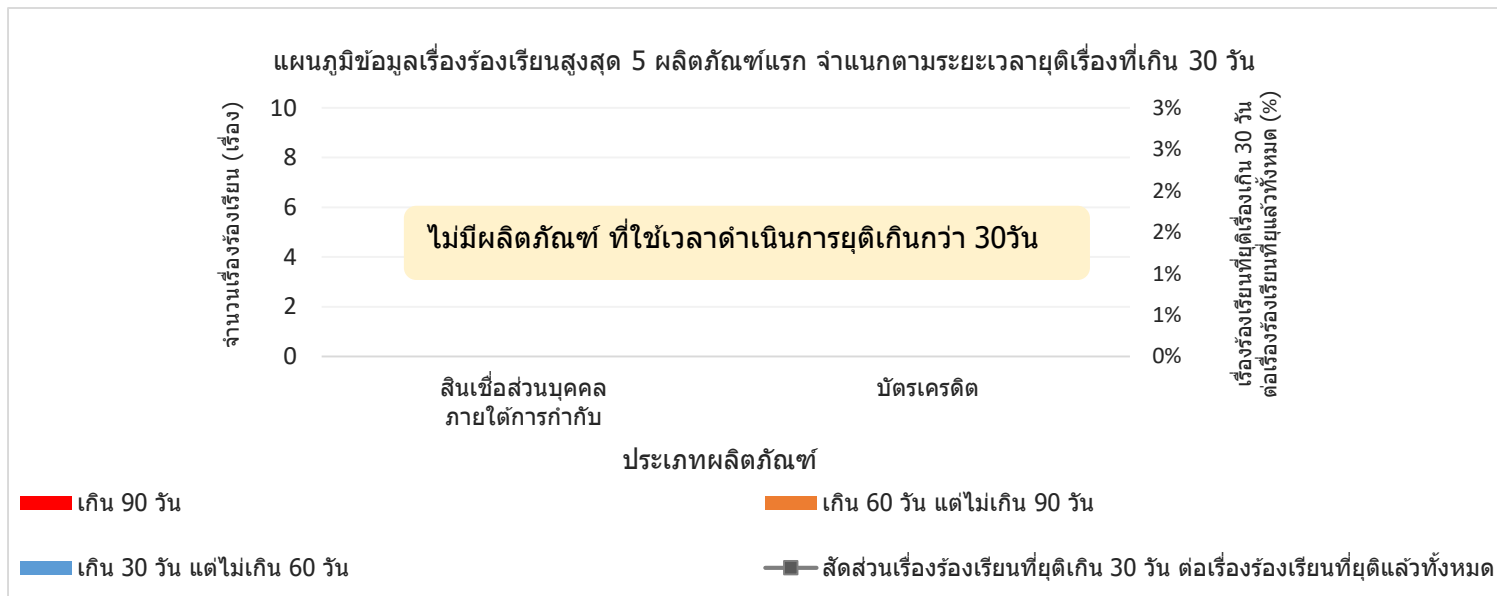 แผนภูมิข้อมูลเรื่องร้องเรียนสูงสุด 5 ผลิตภัณฑ์แรก จำแนกตามระยะเวลายุติเรื่องที่เกิน 30 วัน
จำนวนเรื่องร้องเรียน (เรื่อง)
10
8
6
4
2
0
ไม่มีผลิตภัณฑ์ ที่ใช้เวลาดำเนินการยุติเกินกว่า 30วัน
3%
3%
2%
2%
1%
1%
0%
เรื่องร้องเรียนที่ยุติเรื่องเกิน 30 วัน
ต่อเรื่องร้องเรียนที่ยุแล้วทั้งหมด (%)
สินเชื่อส่วนบุคคล
ภายใต้การกำกับ
บัตรเครดิต
ประเภทผลิตภัณฑ์
เกิน 90 วัน
เกิน 60 วัน แต่ไม่เกิน 90 วัน
เกิน 30 วัน แต่ไม่เกิน 60 วัน
สัดส่วนเรื่องร้องเรียนที่ยุติเกิน 30 วัน ต่อเรื่องร้องเรียนที่ยุติแล้วทั้งหมด